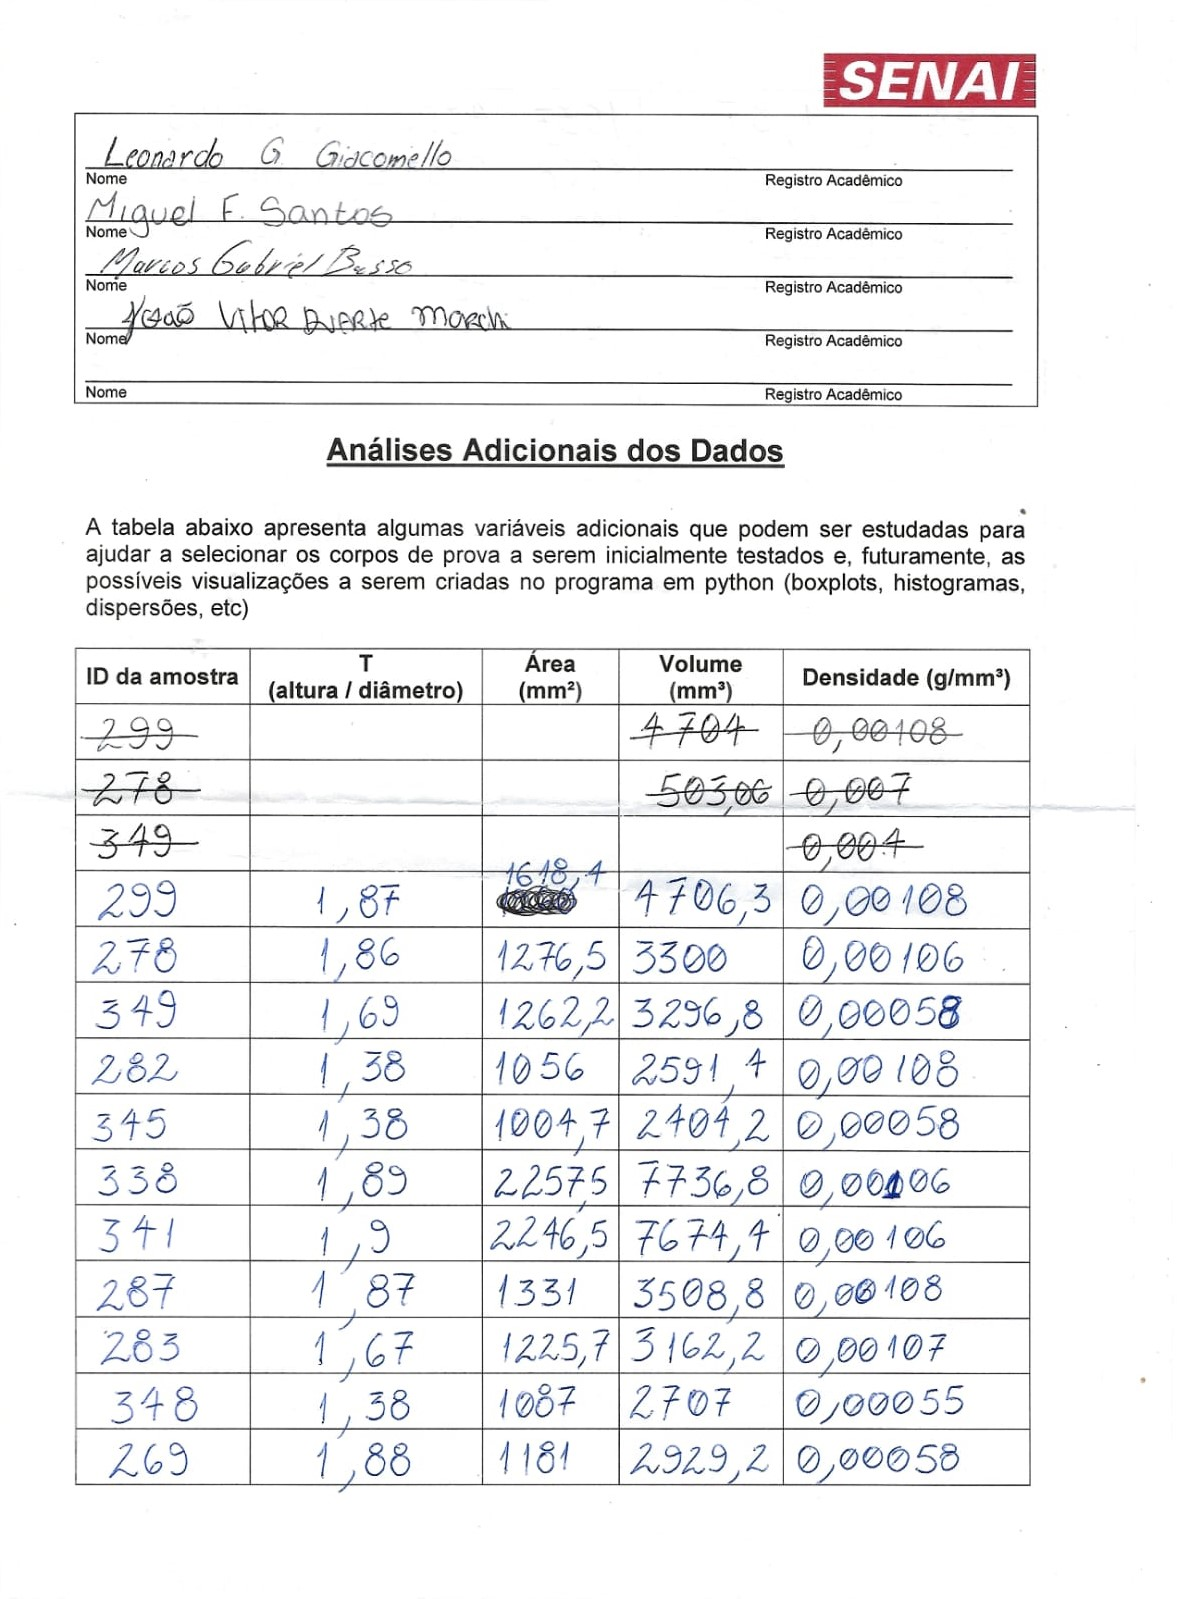 SENAI
Leonardo G. Giacomello
Nome Registro Acadêmico
Miguel F. Santos
Nome Registro Acadêmico
Marcos Gabriel Busso
Nome Registro Acadêmico
João Vitor Duarte Morch
Nome Registro Acadêmico
Nome Registro Acadêmico
Análises Adicionais dos Dados
A tabela abaixo apresenta algumas variáveis adicionais que podem ser estudadas para
ajudar a selecionar os corpos de prova a serem inicialmente testados e, futuramente, as
possíveis visualizações a serem criadas no programa em python (boxplots, histogramas,
dispersões, etc)
ID da amostra T (altura / diâmetro) Área (mm²) Volume (mm³) Densidade (g/mm³)
299 4704 0,00108
278 503,06 0,007
349 0,004
299 1,87 1618,4 4706,3 0,00108
278 1,86 1276,5 3300 0,00106
349 1,69 1262,2 3296,8 0,00058
282 1,38 1056 2591,4 0,00108
345 1,38 1004,7 2404,2 0,00058
338 1,89 2257,5 7736,8 0,00106
341 1,9 2246,5 7674,4 0,00106
287 1,87 1331 3508,8 0,00108
283 1,67 1225,7 3162,2 0,00107
348 1,38 1087 2707 0,00055
269 1,88 1181 2929,2 0,00058